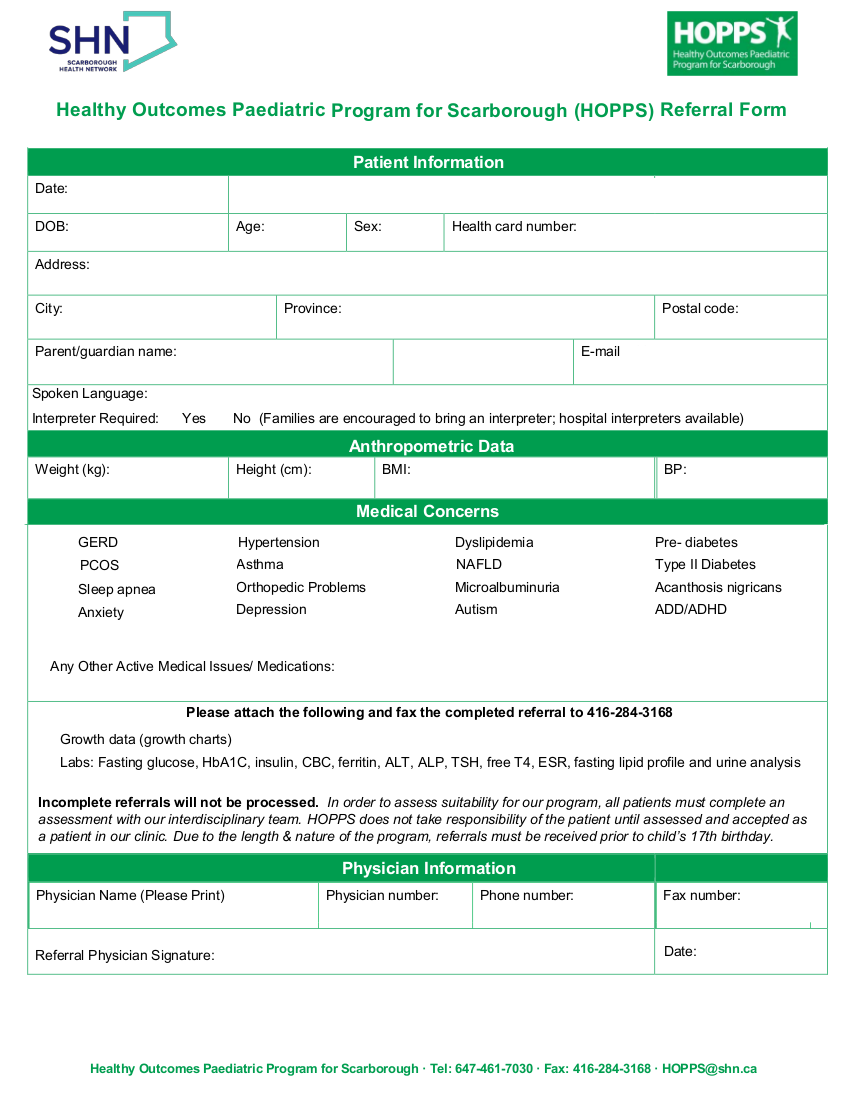 SHN
SCARBOROUGH
HEALTH NETWORK
HOPPS
Healthy Outcomes Paediatric
Program for Scarborough
Healthy Outcomes Paediatric Program for Scarborough (HOPPS) Referral Form
Patient Information
Date:
DOB: Age: Sex: Health card number:
Address:
City: Province: Postal code:
Parent/guardian name: E-mail
Spoken Language:
Interpreter Required: Yes No (Families are encouraged to bring an interpreter; hospital interpreters available)
Anthropometric Data
Weight (kg): Height (cm): BMI: BP:
Medical Concerns
GERD Hypertension Dyslipidemia Pre- diabetes
PCOS Asthma NAFLD Type II Diabetes
Sleep apnea Orthopedic Problems Microalbuminuria Acanthosis nigricans
Anxiety Depression Autism ADD/ADHD
Any Other Active Medical Issues/ Medications:
Please attach the following and fax the completed referral to 416-284-3168
Growth data (growth charts)
Labs: Fasting glucose, HbA1C, insulin, CBC, ferritin, ALT, ALP, TSH, free T4, ESR, fasting lipid profile and urine analysis
Incomplete referrals will not be processed. In order to assess suitability for our program, all patients must complete an
assessment with our interdisciplinary team. HOPPS does not take responsibility of the patient until assessed and accepted as
a patient in our clinic. Due to the length & nature of the program, referrals must be received prior to child's 17th birthday.
Physician Information
Physician Name (Please Print) Physician number: Phone number: Fax number:
Referral Physician Signature: Date:
Healthy Outcomes Paediatric Program for Scarborough · Tel: 647-461-7030 · Fax: 416-284-3168 · HOPPS@shn.ca